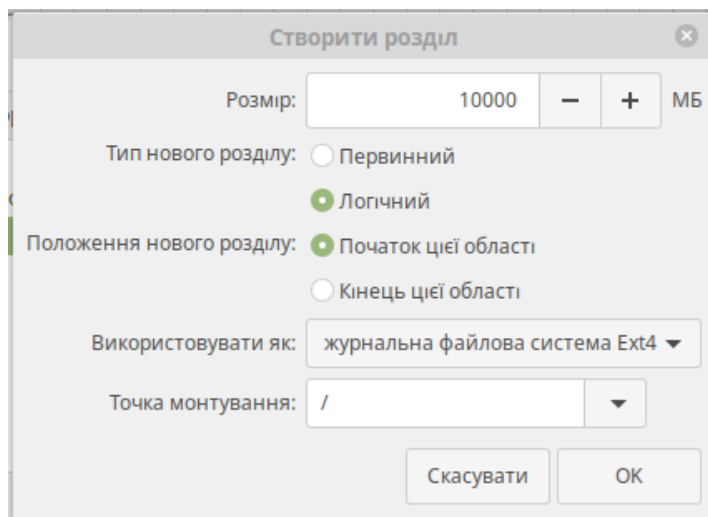 Створити розділ
Розмір: 10000 − + МБ
Тип нового розділу: Первинний
Логічний
Положення нового розділу: Початок цієї області
Кінець цієї області
Використовувати як: журнальна файлова система Ext4
Точка монтування: /
Скасувати OK